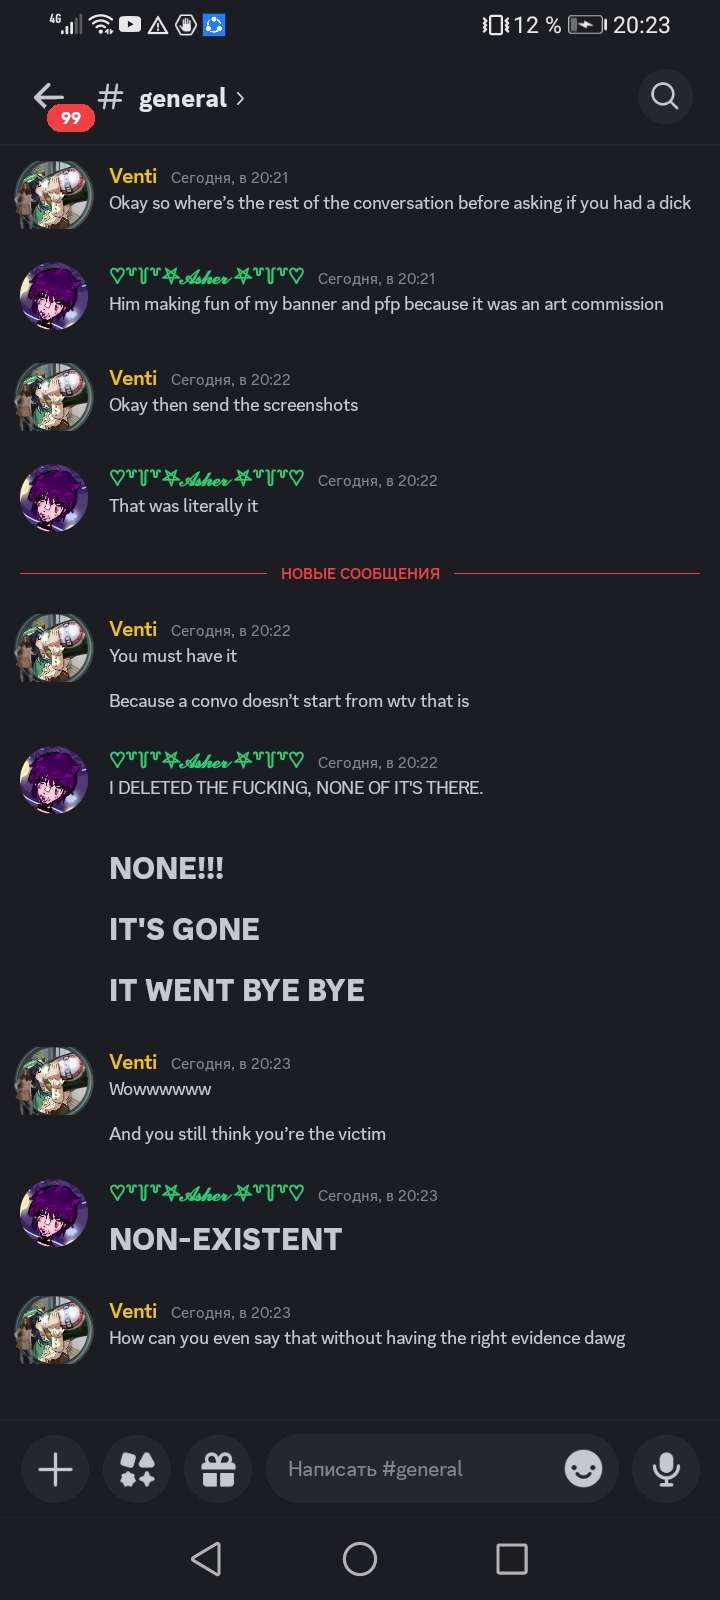 4G 12 % 20:23
99 # general ›
Venti Сегодня, в 20:21
Okay so where's the rest of the conversation before asking if you had a dick
Asher Сегодня, в 20:21
Him making fun of my banner and pfp because it was an art commission
Venti Сегодня, в 20:22
Okay then send the screenshots
Asher Сегодня, в 20:22
That was literally it
НОВЫЕ СООБЩЕНИЯ
Venti Сегодня, в 20:22
You must have it
Because a convo doesn't start from wtv that is
Asher Сегодня, в 20:22
I DELETED THE FUCKING, NONE OF IT'S THERE.
NONE!!!
IT'S GONE
IT WENT BYE BYE
Venti Сегодня, в 20:23
Wowwwwww
And you still think you're the victim
Asher Сегодня, в 20:23
NON-EXISTENT
Venti Сегодня, в 20:23
How can you even say that without having the right evidence dawg
Написать #general